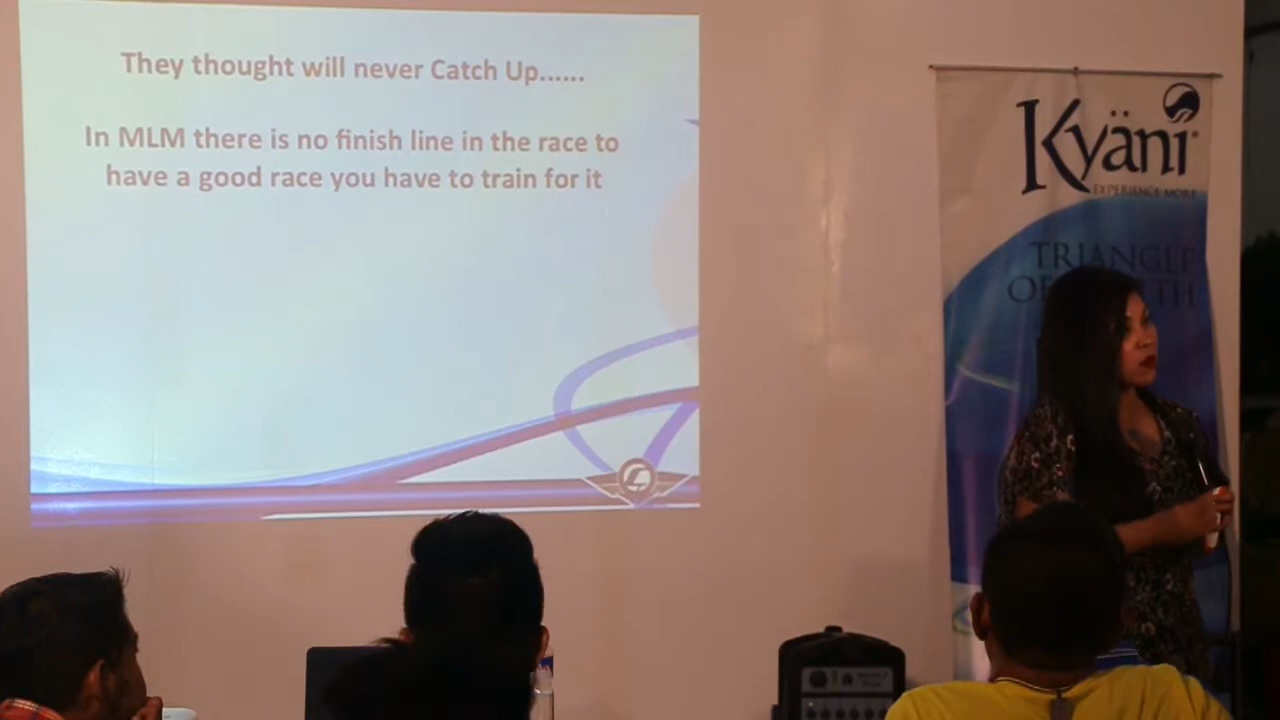 They thought will never Catch Up......
In MLM there is no finish line in the race to
have a good race you have to train for it
Kyäni
EXPERIENCE MORE
TRIANGLE